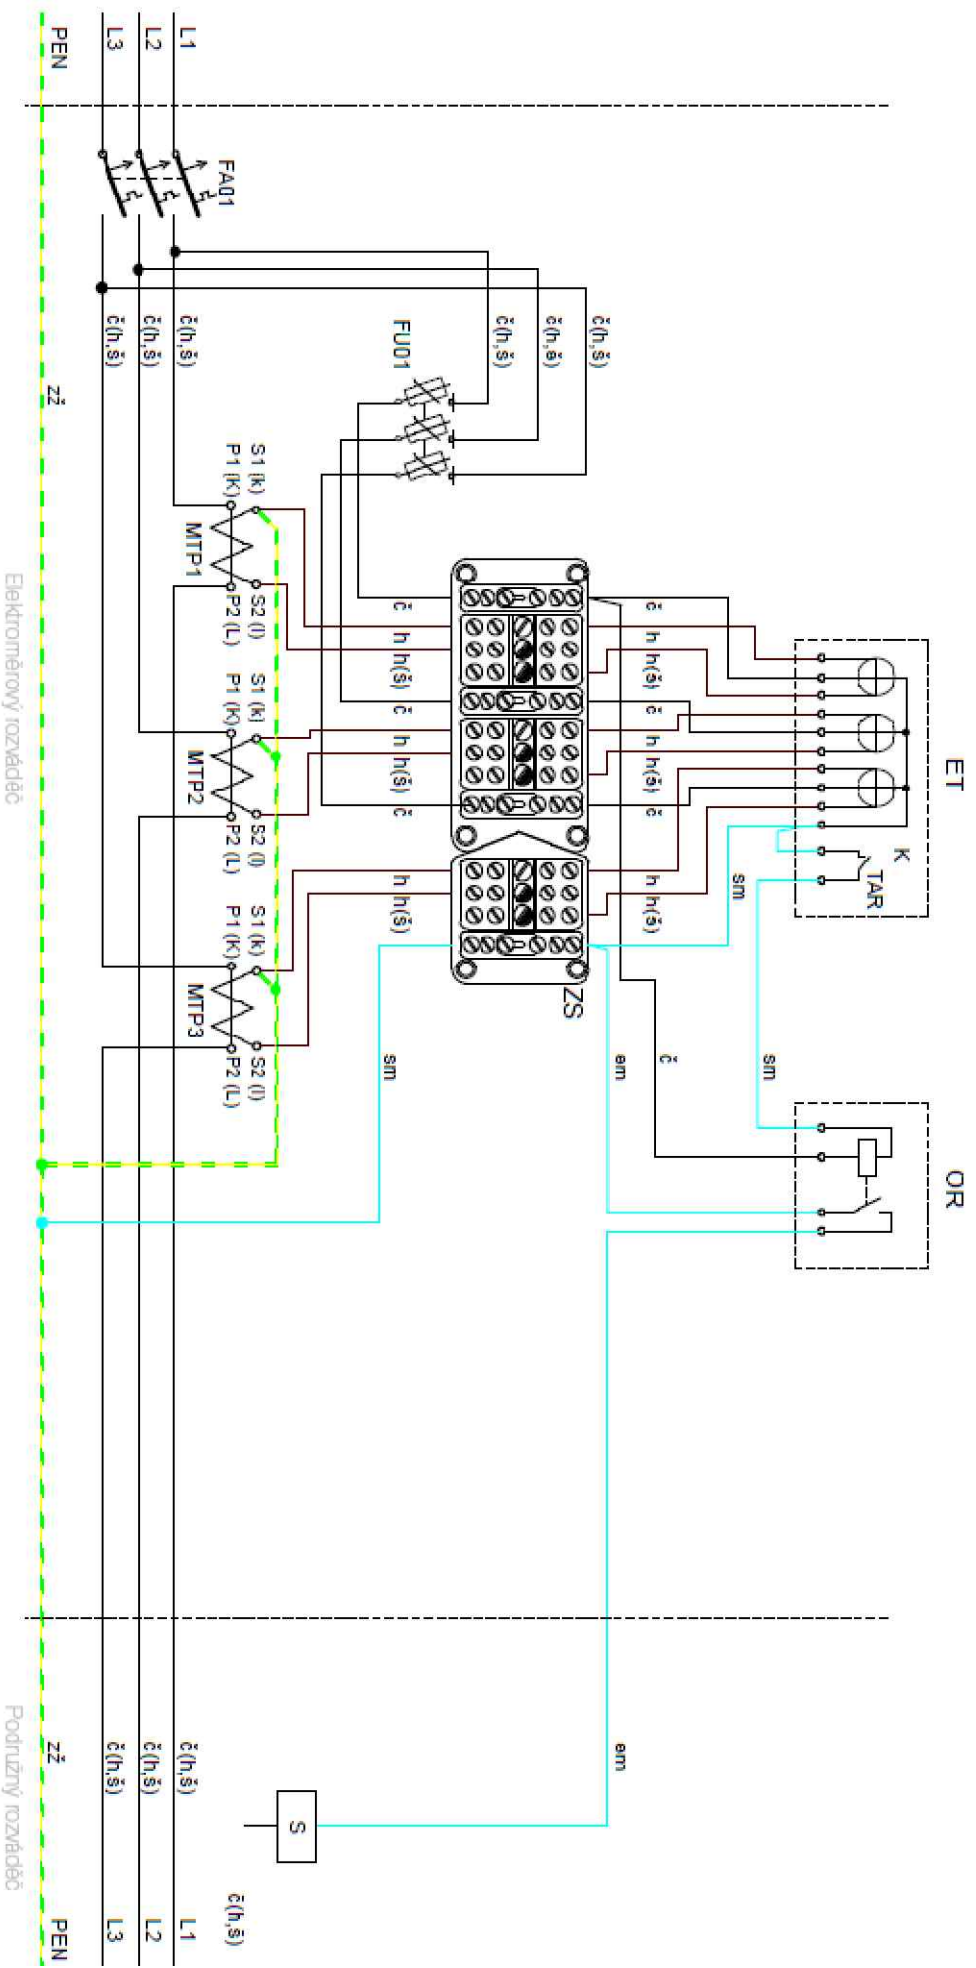 ET
OR
K
TAR
sm
sm
č
sm
sm
ZS
č
h
h(š)
č
h
h(š)
č
h
h(š)
č
h
h(š)
č
h
h(š)
č
h
h(š)
sm
č(h,š)
č(h,š)
č(h,š)
FU01
FA01
S1 (k)
P1 (K)
MTP1
S2 (l)
P2 (L)
S1 (k)
P1 (K)
MTP2
S2 (l)
P2 (L)
S1 (k)
P1 (K)
MTP3
S2 (l)
P2 (L)
S
č(h,š)
L1
č(h,š)
č(h,š)
L1
L2
č(h,š)
č(h,š)
L2
L3
č(h,š)
č(h,š)
L3
PEN
zž
zž
PEN
Elektroměrový rozváděč
Podružný rozváděč